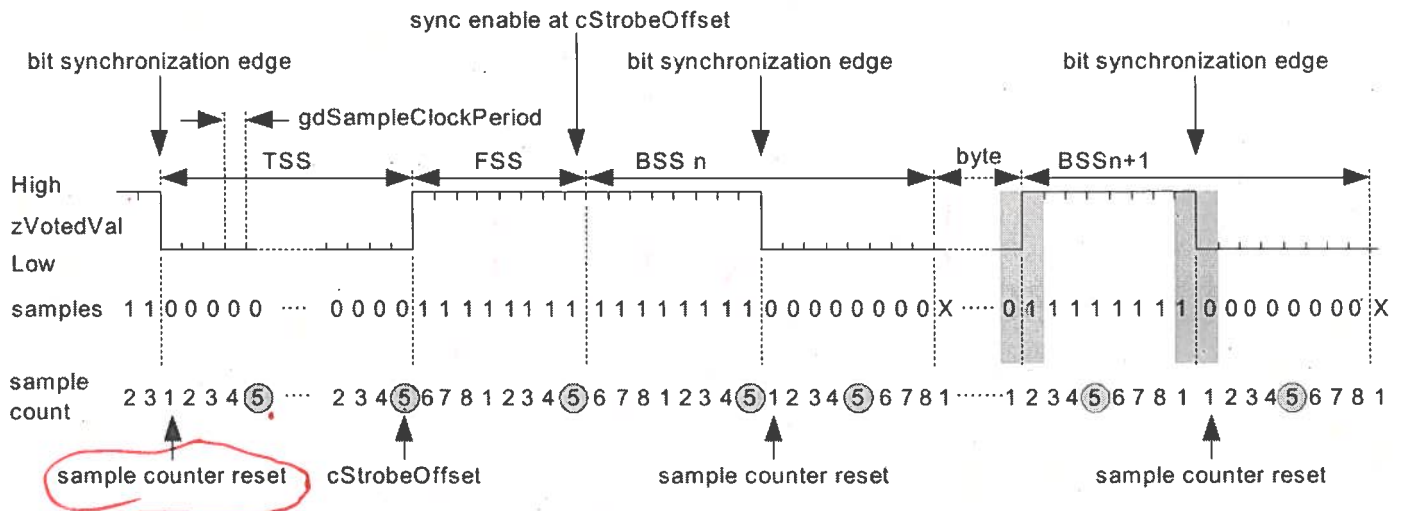 sync enable at cStrobeOffset
bit synchronization edge bit synchronization edge bit synchronization edge
gdSampleClockPeriod
TSS FSS BSS n byte BSSn+1
High
zVotedVal
Low
samples 1 1 0 0 0 0 0 ···· 0 0 0 0 1 1 1 1 1 1 1 1 1 1 1 1 1 1 1 1 0 0 0 0 0 0 0 0 X ····· 0 1 1 1 1 1 1 1 1 0 0 0 0 0 0 0 0 X
sample
count 2 3 1 2 3 4 5 ···· 2 3 4 5 6 7 8 1 2 3 4 5 6 7 8 1 2 3 4 5 1 2 3 4 5 6 7 8 1 ······ 1 2 3 4 5 6 7 8 1 1 2 3 4 5 6 7 8 1
sample counter reset cStrobeOffset sample counter reset sample counter reset